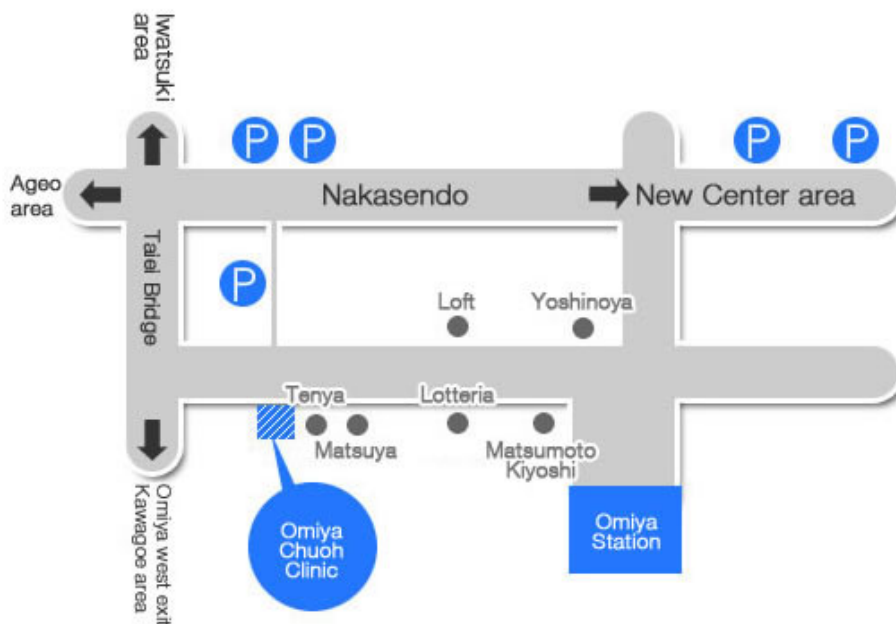 Iwatsuki
area
P
P
P
P
Ageo
area
Nakasendo
New Center area
Taiei Bridge
P
Loft
Yoshinoya
Tenya
Lotteria
Matsuya
Matsumoto
Kiyoshi
Omiya west exit
Kawagoe area
Omiya
Chuoh
Clinic
Omiya
Station